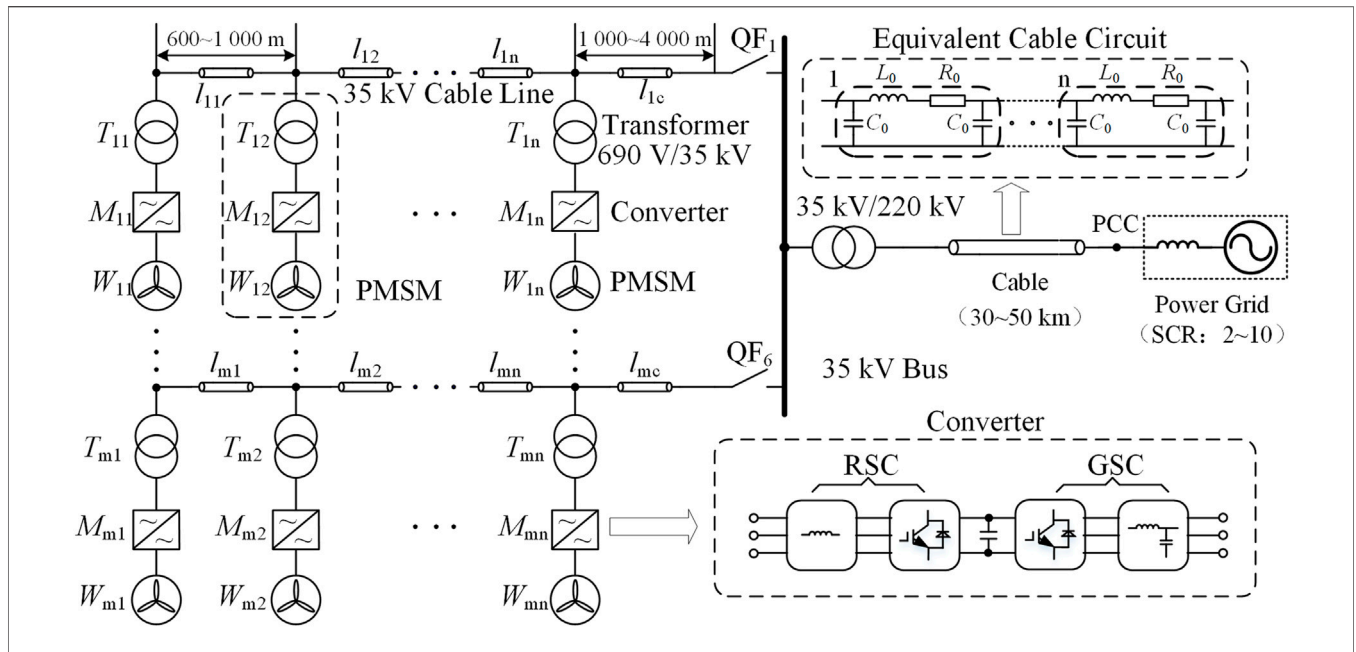 600~1 000 m
l12
l1n
1 000~4 000 m
QF1
l11
35 kV Cable Line
l1c
T11
T12
T1n
Transformer
690 V/35 kV
M11
M12
M1n
Converter
W11
W12
PMSM
W1n
PMSM
Equivalent Cable Circuit
1
L0
R0
C0
C0
n
L0
R0
C0
C0
35 kV/220 kV
PCC
Cable
(30~50 km)
Power Grid
(SCR: 2~10)
lm1
lm2
lmn
lmc
QF6
35 kV Bus
Tm1
Tm2
Tmn
Mm1
Mm2
Mmn
Wm1
Wm2
Wmn
Converter
RSC
GSC